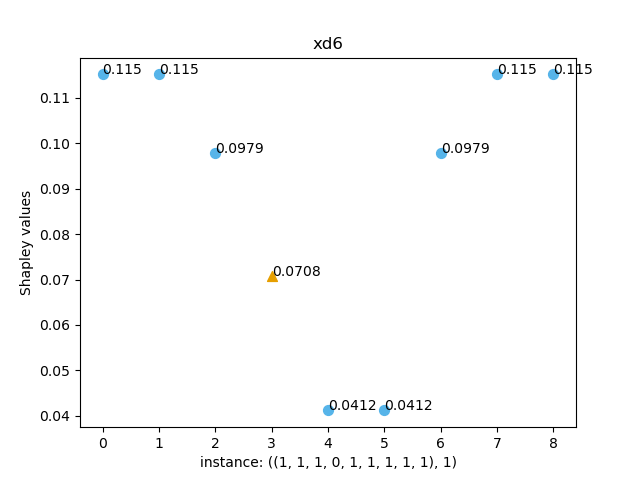 xd6
0.115 0.115 0.115 0.115
0.11
0.0979 0.0979
0.10
0.09
0.08
0.0708
0.07
0.06
0.05
0.0412 0.0412
0.04
Shapley values
0 1 2 3 4 5 6 7 8
instance: ((1, 1, 1, 0, 1, 1, 1, 1, 1), 1)